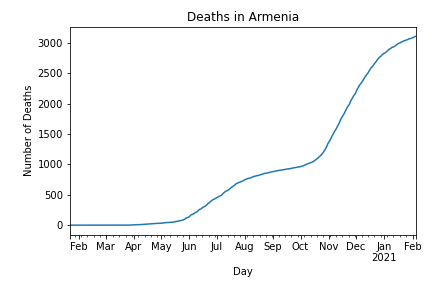 Deaths in Armenia
Number of Deaths
3000
2500
2000
1500
1000
500
0
Feb Mar Apr May Jun Jul Aug Sep Oct Nov Dec Jan Feb
2021
Day